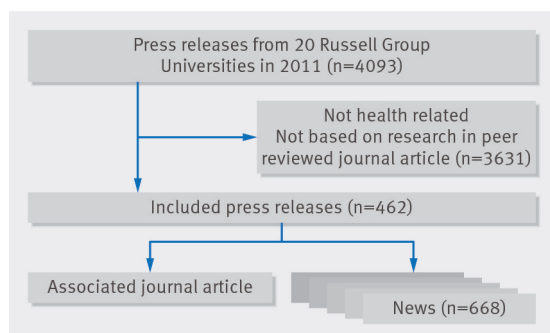 Press releases from 20 Russell Group
Universities in 2011 (n=4093)
Not health related
Not based on research in peer
reviewed journal article (n=3631)
Included press releases (n=462)
Associated journal article
News (n=668)